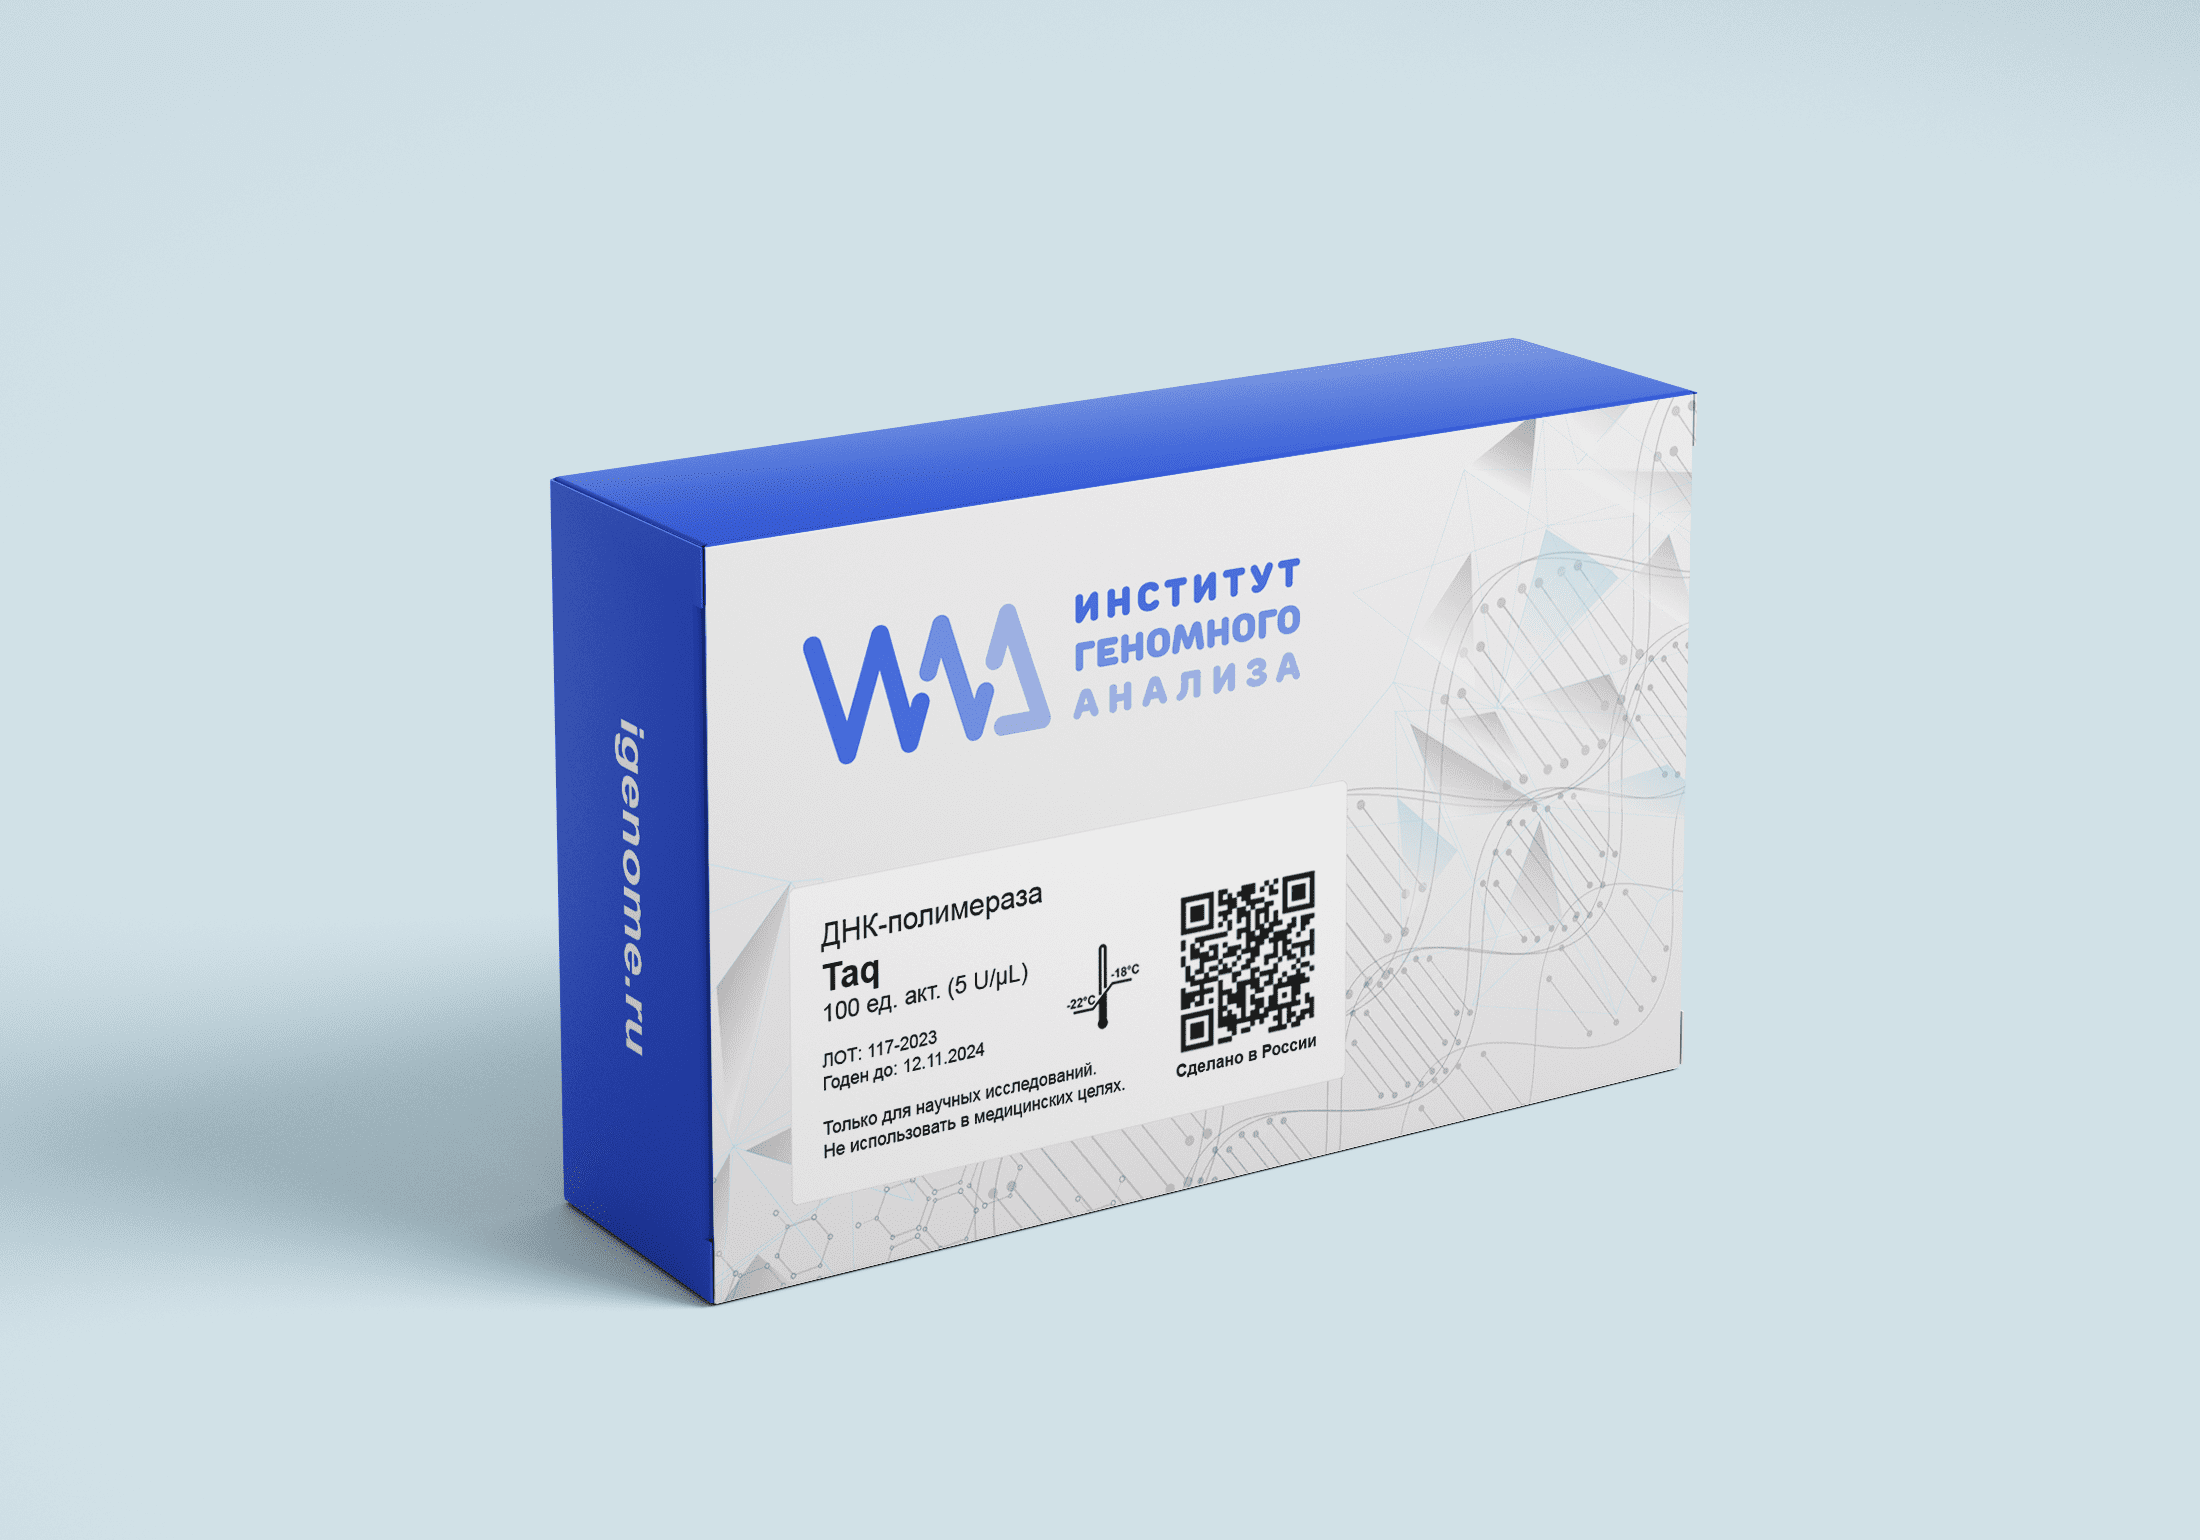 ИНСТИТУТ
ГЕНОМНОГО
АНАЛИЗА
igenome.ru
ДНК-полимераза
Taq
100 ед. акт. (5 U/µL)
-18°C
-22°C
ЛОТ: 117-2023
Годен до: 12.11.2024
Только для научных исследований.
Не использовать в медицинских целях.
Сделано в России